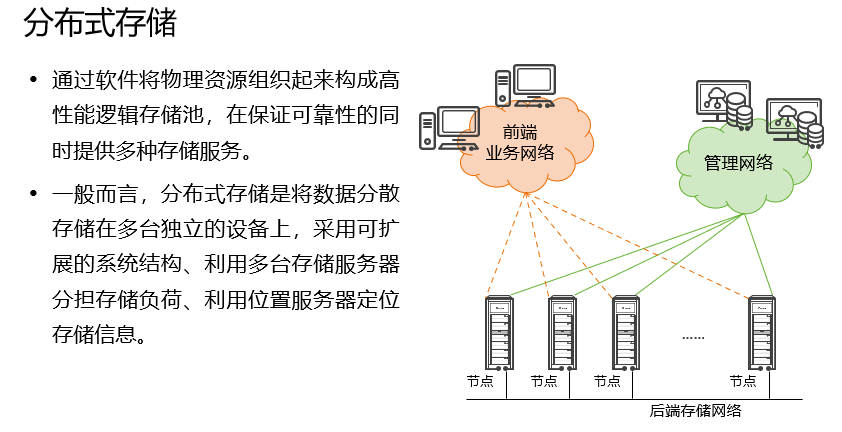 分布式存储
• 通过软件将物理资源组织起来构成高
性能逻辑存储池，在保证可靠性的同
时提供多种存储服务。
• 一般而言，分布式存储是将数据分散
存储在多台独立的设备上，采用可扩
展的系统结构、利用多台存储服务器
分担存储负荷、利用位置服务器定位
存储信息。
前端
业务网络
管理网络
......
节点
节点
节点
节点
后端存储网络